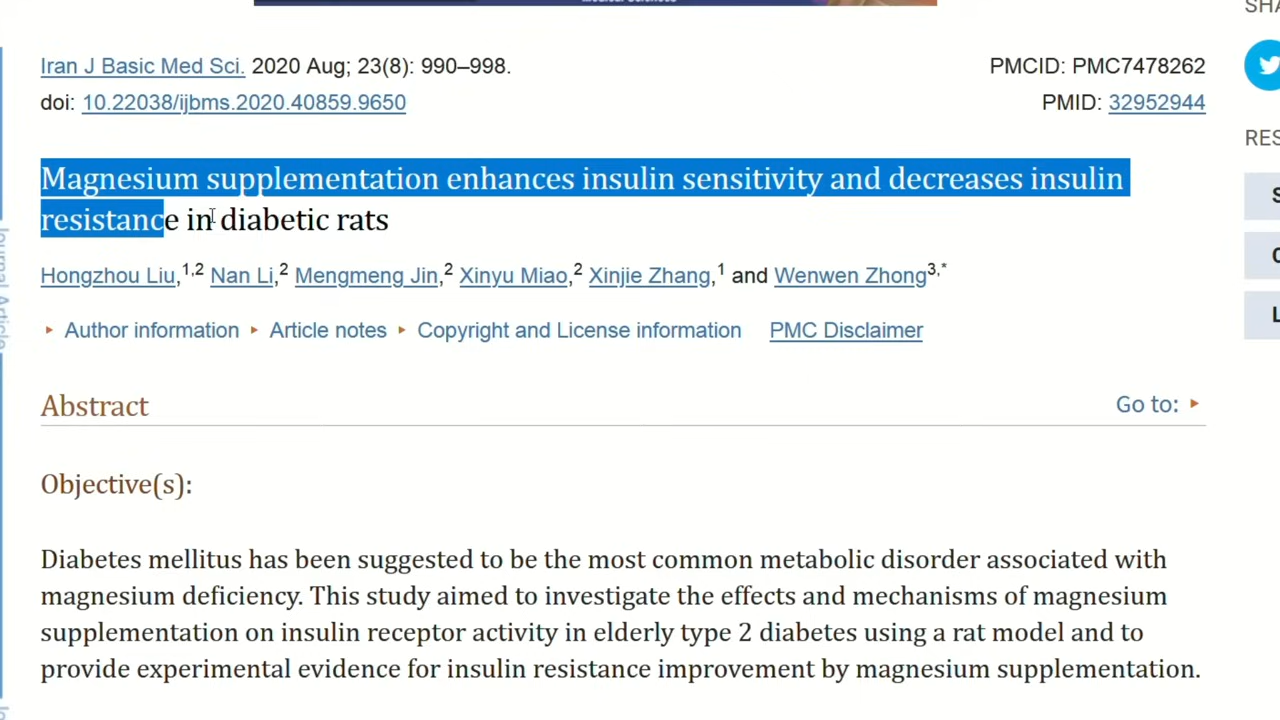 Medical Sciences
SHA
Iran J Basic Med Sci. 2020 Aug; 23(8): 990–998.
PMCID: PMC7478262
doi: 10.22038/ijbms.2020.40859.9650
PMID: 32952944
RES
Magnesium supplementation enhances insulin sensitivity and decreases insulin
resistance in diabetic rats
Hongzhou Liu,1,2 Nan Li,2 Mengmeng Jin,2 Xinyu Miao,2 Xinjie Zhang,1 and Wenwen Zhong3,*
Author information Article notes Copyright and License information PMC Disclaimer
Journal Article
Abstract
Go to:
Objective(s):
Diabetes mellitus has been suggested to be the most common metabolic disorder associated with
magnesium deficiency. This study aimed to investigate the effects and mechanisms of magnesium
supplementation on insulin receptor activity in elderly type 2 diabetes using a rat model and to
provide experimental evidence for insulin resistance improvement by magnesium supplementation.